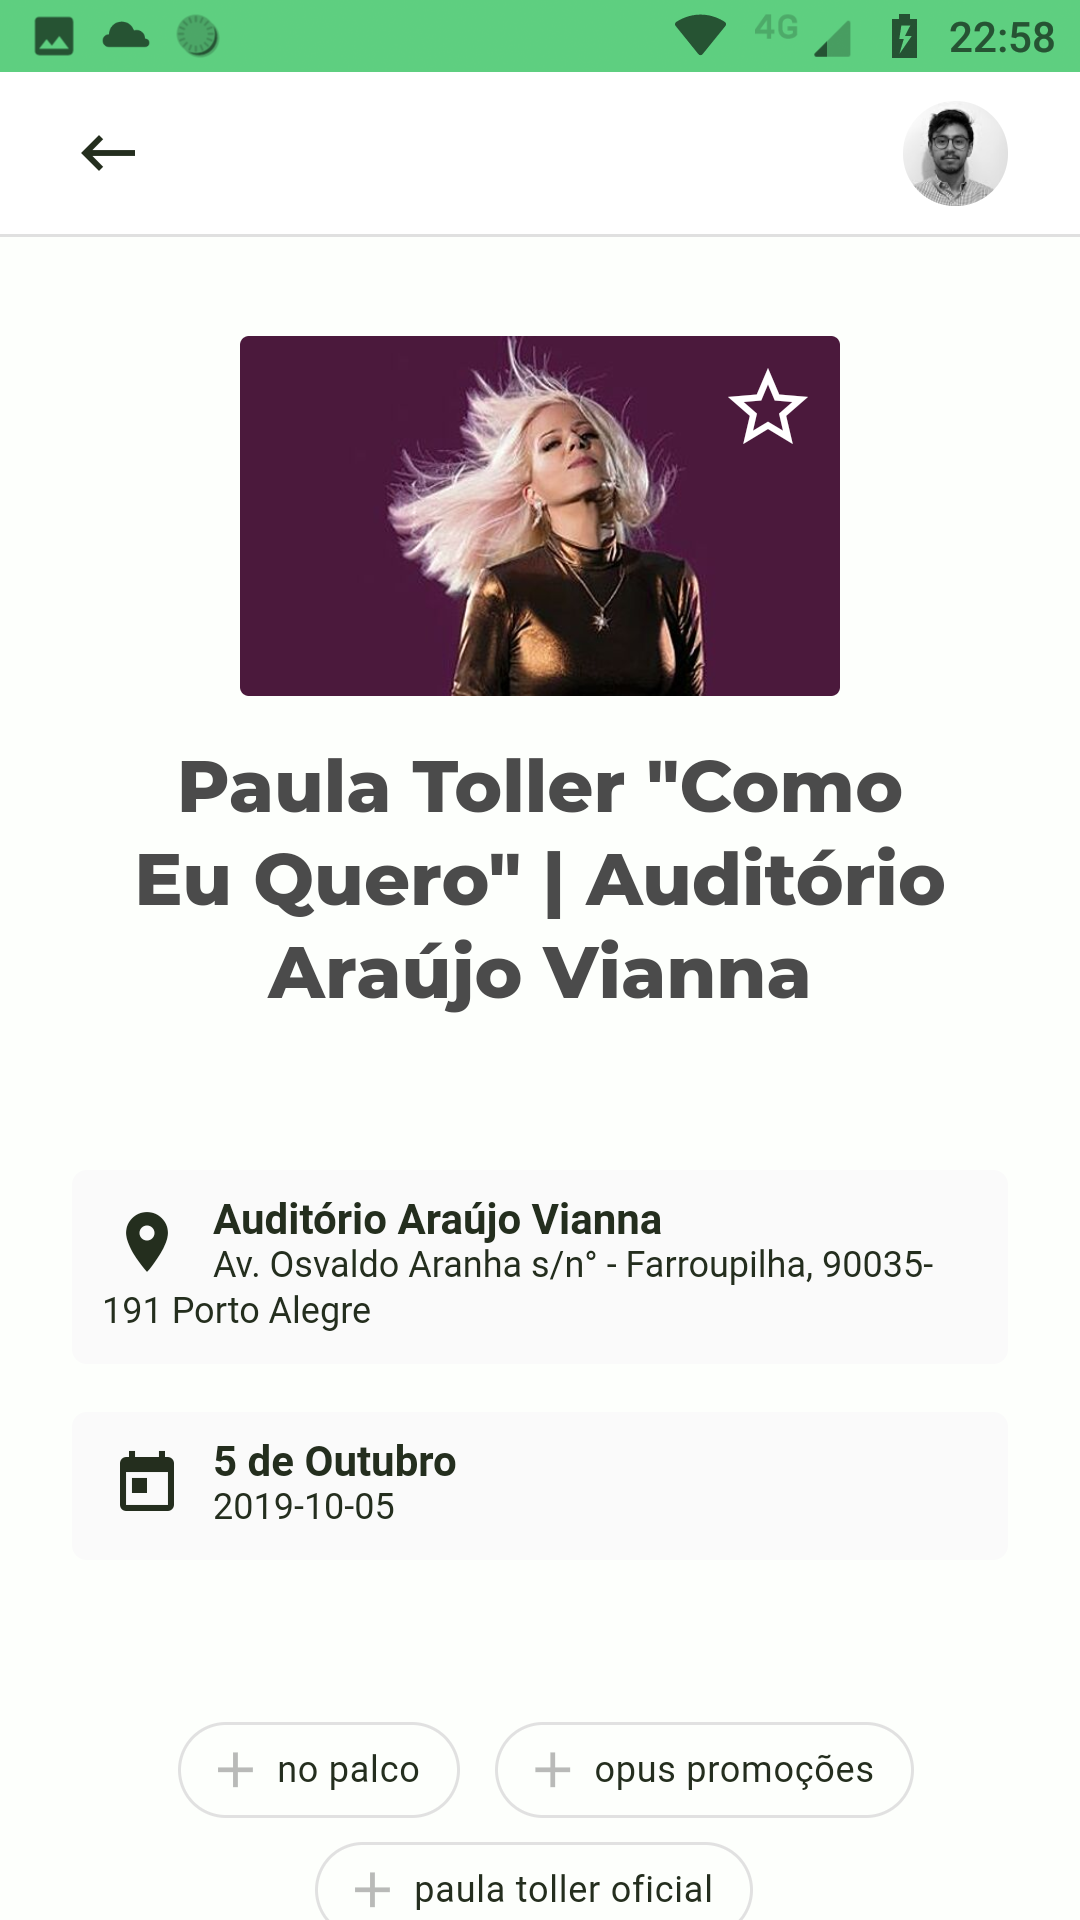 4G 22:58
Paula Toller "Como
Eu Quero" | Auditório
Araújo Vianna
Auditório Araújo Vianna
Av. Osvaldo Aranha s/n° - Farroupilha, 90035-
191 Porto Alegre
5 de Outubro
2019-10-05
no palco
opus promoções
paula toller oficial